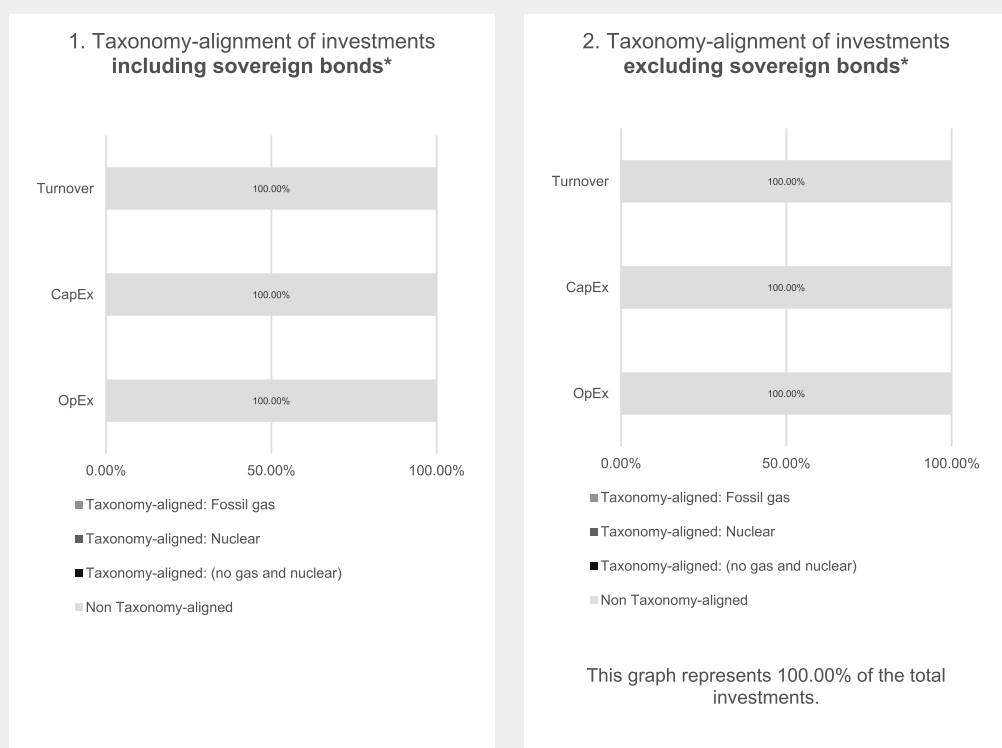 1. Taxonomy-alignment of investments
including sovereign bonds*
Turnover
100.00%
CapEx
100.00%
OpEx
100.00%
0.00%
50.00%
100.00%
Taxonomy-aligned: Fossil gas
Taxonomy-aligned: Nuclear
Taxonomy-aligned: (no gas and nuclear)
Non Taxonomy-aligned
2. Taxonomy-alignment of investments
excluding sovereign bonds*
Turnover
100.00%
CapEx
100.00%
OpEx
100.00%
0.00%
50.00%
100.00%
Taxonomy-aligned: Fossil gas
Taxonomy-aligned: Nuclear
Taxonomy-aligned: (no gas and nuclear)
Non Taxonomy-aligned
This graph represents 100.00% of the total
investments.